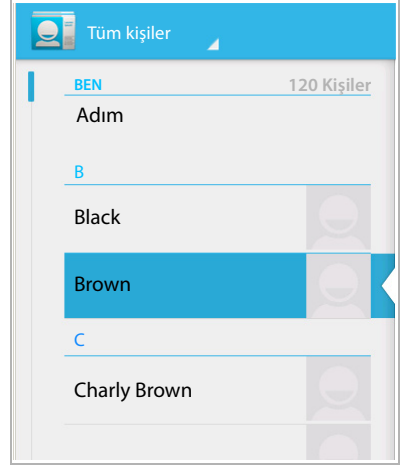 Tüm kişiler
BEN 120 Kişiler
Adım
B
Black
Brown
C
Charly Brown